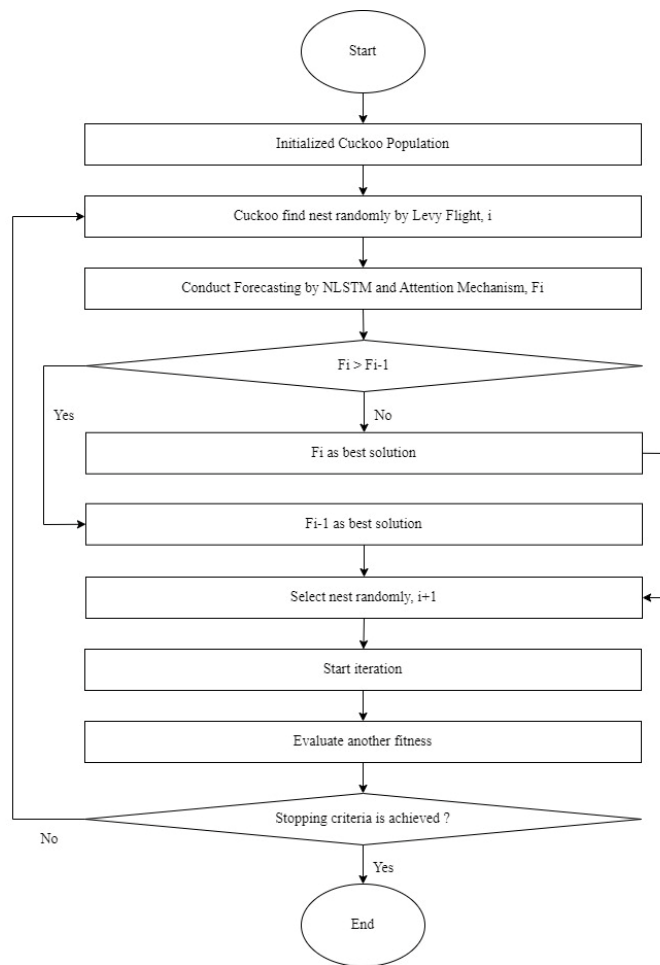 Start
Initialized Cuckoo Population
Cuckoo find nest randomly by Levy Flight, i
Conduct Forecasting by NLSTM and Attention Mechanism, Fi
Fi > Fi-1
Yes
No
Fi as best solution
Fi-1 as best solution
Select nest randomly, i+1
Start iteration
Evaluate another fitness
Stopping criteria is achieved ?
No
Yes
End